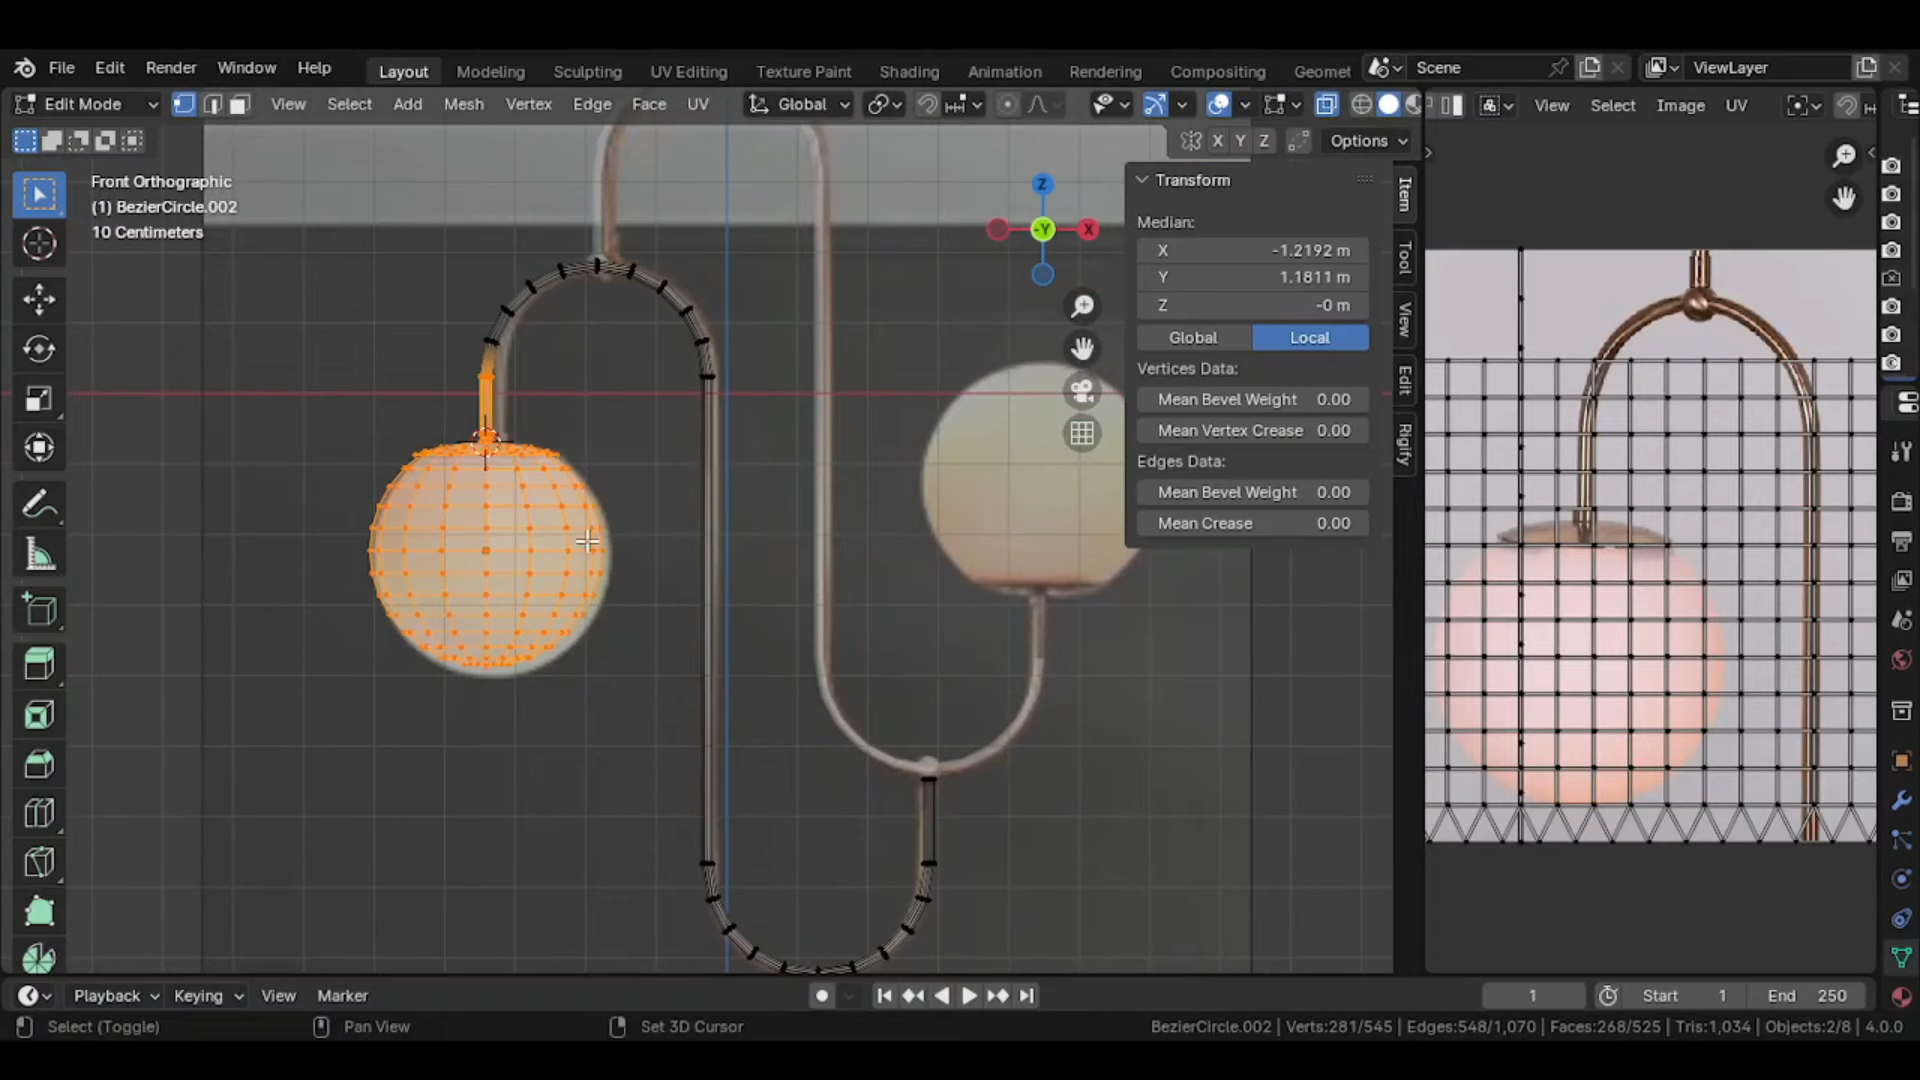 File Edit Render Window Help Layout Modeling Sculpting UV Editing Texture Paint Shading Animation Rendering Compositing Geomet Scene ViewLayer
Edit Mode View Select Add Mesh Vertex Edge Face UV Global View Select Image UV
X Y Z Options
Front Orthographic
(1) BezierCircle.002
10 Centimeters
Z
-Y
X
Transform
Median:
X -1.2192 m
Y 1.1811 m
Z -0 m
Global Local
Vertices Data:
Mean Bevel Weight 0.00
Mean Vertex Crease 0.00
Edges Data:
Mean Bevel Weight 0.00
Mean Crease 0.00
Item
Tool
View
Edit
Rigify
Playback Keying View Marker 1 Start 1 End 250
Select (Toggle) Pan View Set 3D Cursor BezierCircle.002 | Verts:281/545 | Edges:548/1,070 | Faces:268/525 | Tris:1,034 | Objects:2/8 | 4.0.0